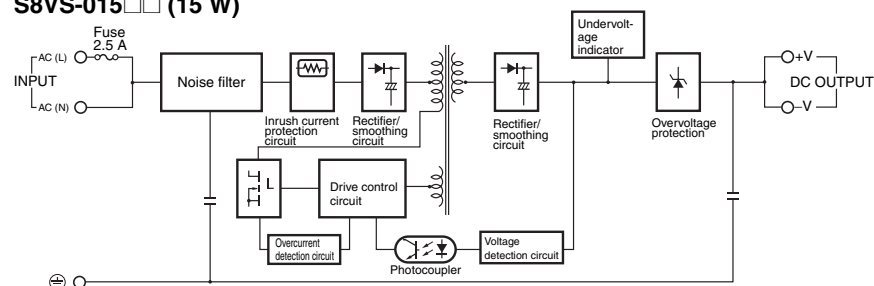 S8VS-015□□ (15 W)
Fuse
2.5 A
AC (L)
INPUT
AC (N)
Noise filter
Inrush current
protection
circuit
Rectifier/
smoothing
circuit
Rectifier/
smoothing
circuit
Undervolt-
age
indicator
Overvoltage
protection
+V
DC OUTPUT
−V
Drive control
circuit
Overcurrent
detection circuit
Photocoupler
Voltage
detection circuit